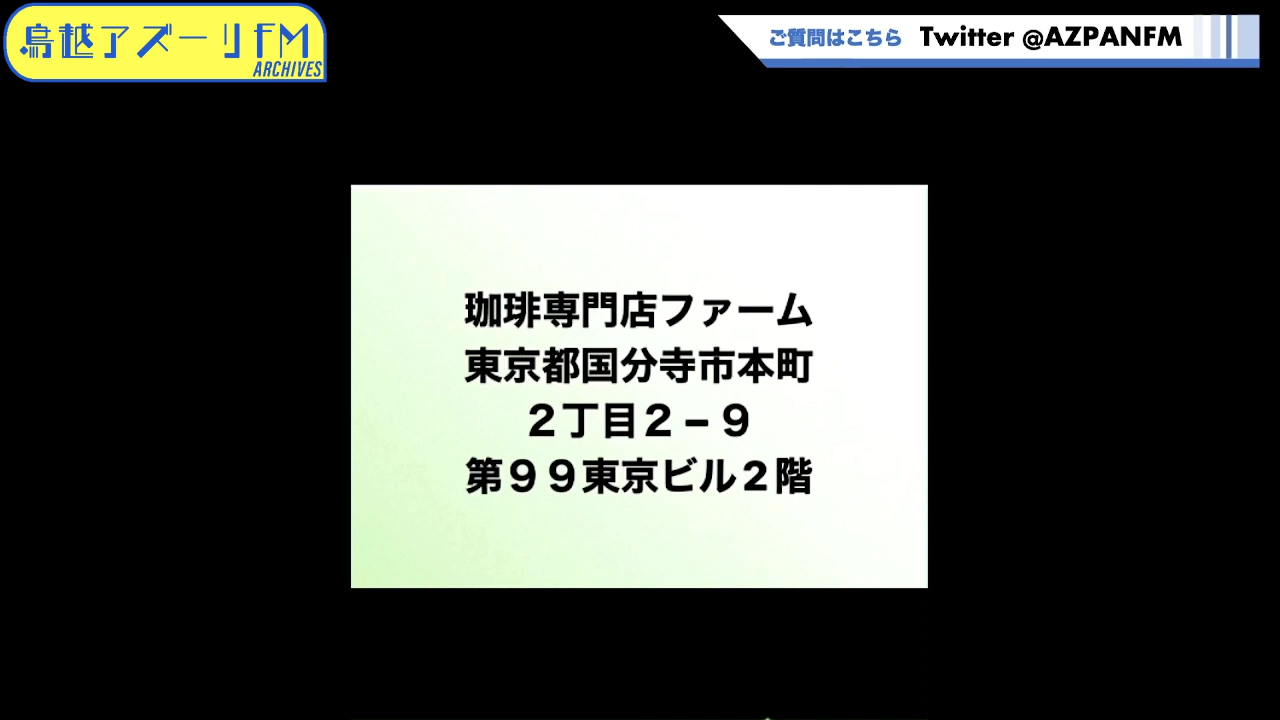 鳥越アズーリFM
ARCHIVES
ご質問はこちら Twitter @AZPANFM
珈琲専門店ファーム
東京都国分寺市本町
２丁目２−９
第９９東京ビル２階